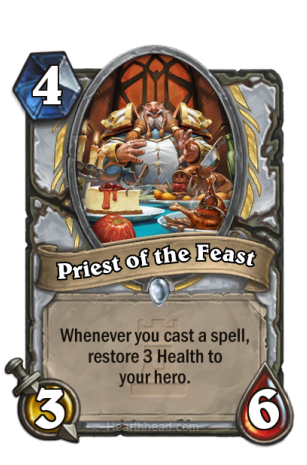 4
Priest of the Feast
Whenever you cast a spell,
restore 3 Health to
your hero.
3
6
Hearthhead.com